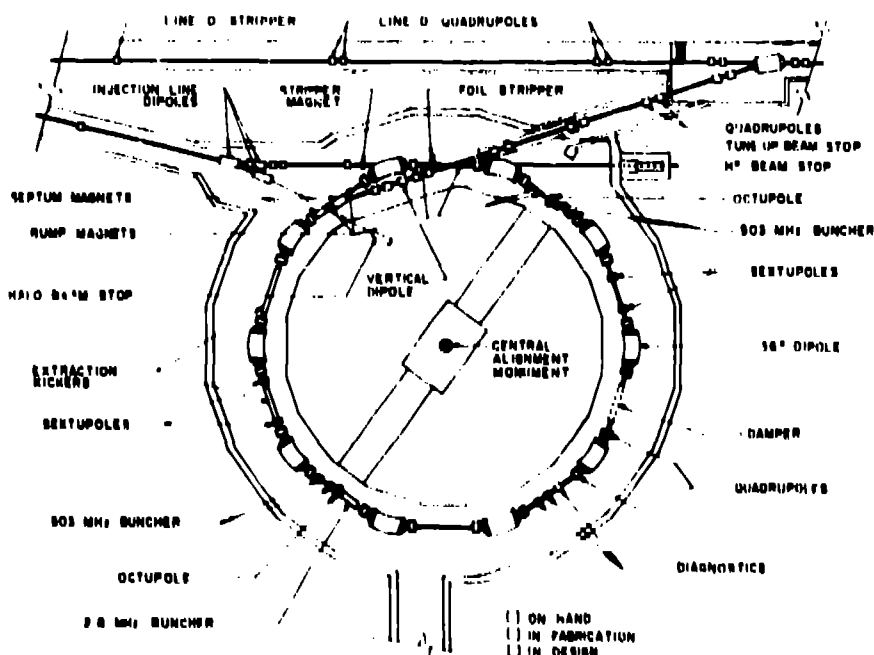 LINE D STRIPPER
LINE D QUADRUPOLES
INJECTION LINE
DIPOLES
STRIPPER
MAGNET
FOIL STRIPPER
QUADRUPOLES
TUNE UP BEAM STOP
H° BEAM STOP
SEPTUM MAGNETS
OCTUPOLE
BUMP MAGNETS
503 MHz BUNCHER
VERTICAL
DIPOLE
SEXTUPOLES
HALO BEAM STOP
CENTRAL
ALIGNMENT
MONUMENT
36° DIPOLE
EXTRACTION
KICKERS
SEXTUPOLES
DAMPER
QUADRUPOLES
503 MHz BUNCHER
DIAGNOSTICS
OCTUPOLE
2.8 MHz BUNCHER
[ ] ON HAND
[ ] IN FABRICATION
[ ] IN DESIGN